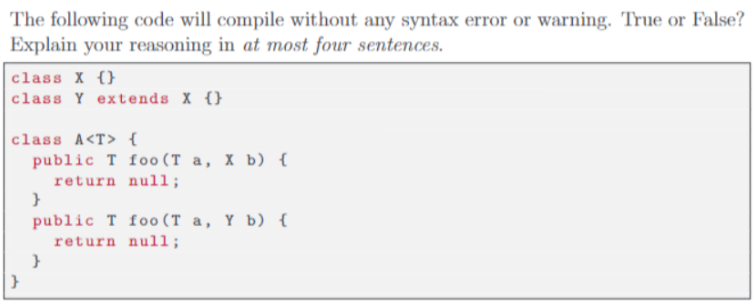 The following code will compile without any syntax error or warning. True or False?
Explain your reasoning in at most four sentences.
class X {}
class Y extends X {}
class A<T> {
public T foo(T a, X b) {
return null;
}
public T foo(T a, Y b) {
return null;
}
}